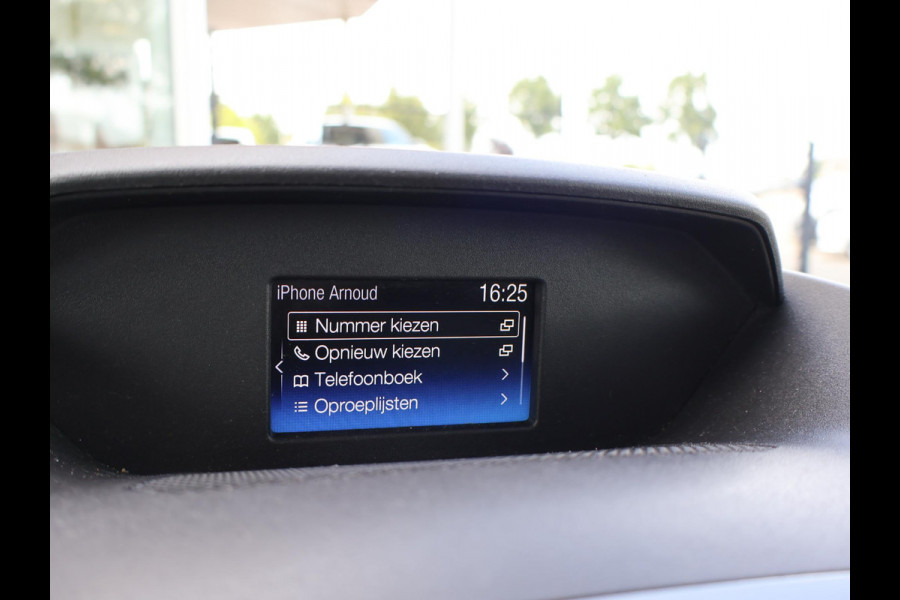 iPhone Arnoud 16:25
Nummer kiezen
Opnieuw kiezen
Telefoonboek
Oproeplijsten